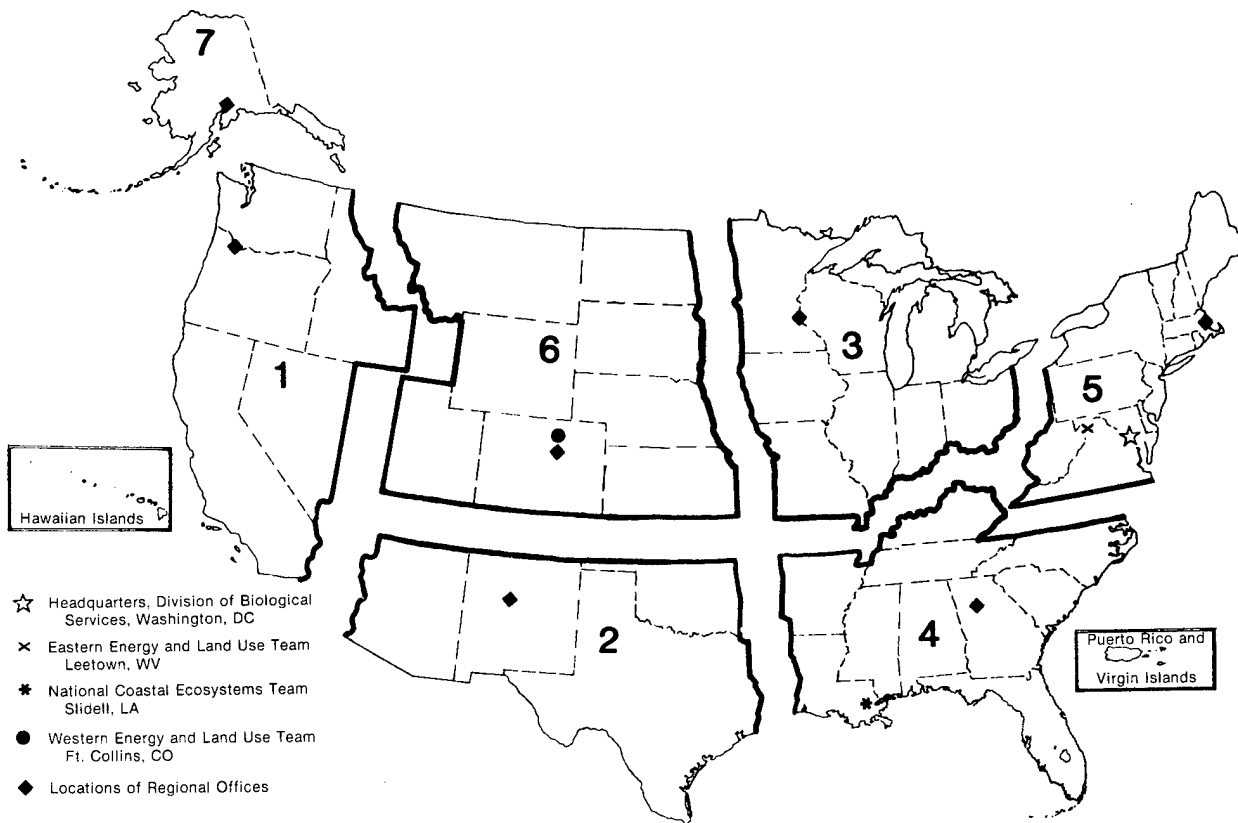 7
6
3
1
5
Hawaiian Islands
2
4
Puerto Rico and
Virgin Islands
Headquarters, Division of Biological
Services, Washington, DC
Eastern Energy and Land Use Team
Leetown, WV
National Coastal Ecosystems Team
Slidell, LA
Western Energy and Land Use Team
Ft. Collins, CO
Locations of Regional Offices